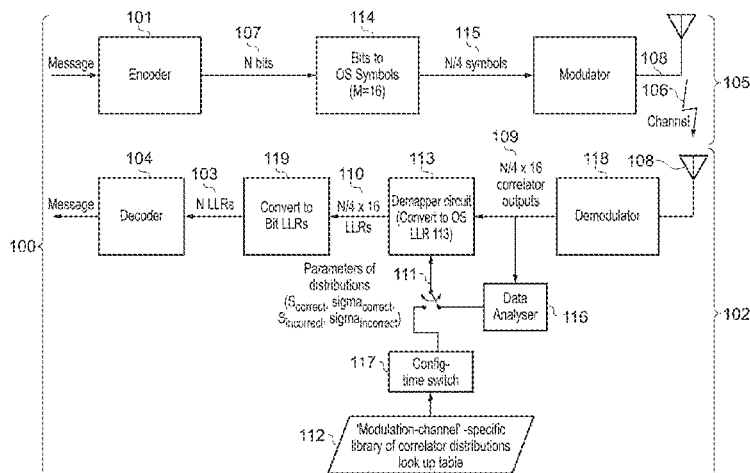 101
107
114
115
Message
Encoder
N bits
Bits to
OS Symbols
(M=16)
N/4 symbols
Modulator
108
106
Channel
105
104
103
119
110
113
109
N/4 x 16
correlator
outputs
118
108
Message
Decoder
N LLRs
Convert to
Bit LLRs
N/4 x 16
LLRs
Demapper circuit
(Convert to OS
LLR 113)
Demodulator
100
Parameters of
distributions
(Scorrect, sigmacorrect,
Sincorrect, sigmaincorrect)
111
Data
Analyser
116
102
117
Config-
time switch
112
'Modulation-channel' -specific
library of correlator distributions
look up table